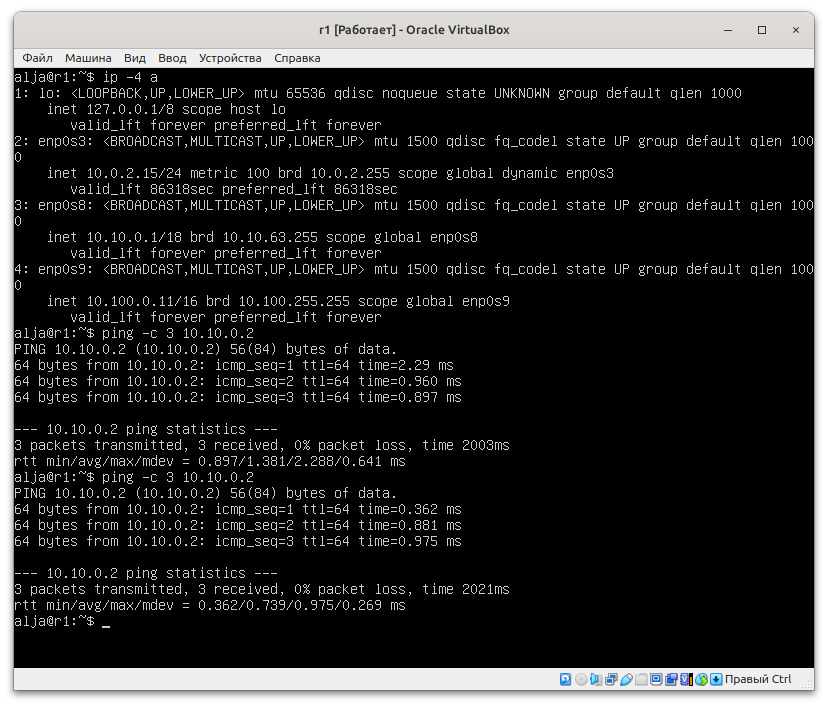 r1 [Работает] - Oracle VirtualBox
Файл Машина Вид Ввод Устройства Справка
alja@r1:~$ ip -4 a
1: lo: <LOOPBACK,UP,LOWER_UP> mtu 65536 qdisc noqueue state UNKNOWN group default qlen 1000
    inet 127.0.0.1/8 scope host lo
       valid_lft forever preferred_lft forever
2: enp0s3: <BROADCAST,MULTICAST,UP,LOWER_UP> mtu 1500 qdisc fq_codel state UP group default qlen 100
0
    inet 10.0.2.15/24 metric 100 brd 10.0.2.255 scope global dynamic enp0s3
       valid_lft 86318sec preferred_lft 86318sec
3: enp0s8: <BROADCAST,MULTICAST,UP,LOWER_UP> mtu 1500 qdisc fq_codel state UP group default qlen 100
0
    inet 10.10.0.1/18 brd 10.10.63.255 scope global enp0s8
       valid_lft forever preferred_lft forever
4: enp0s9: <BROADCAST,MULTICAST,UP,LOWER_UP> mtu 1500 qdisc fq_codel state UP group default qlen 100
0
    inet 10.100.0.11/16 brd 10.100.255.255 scope global enp0s9
       valid_lft forever preferred_lft forever
alja@r1:~$ ping -c 3 10.10.0.2
PING 10.10.0.2 (10.10.0.2) 56(84) bytes of data.
64 bytes from 10.10.0.2: icmp_seq=1 ttl=64 time=2.29 ms
64 bytes from 10.10.0.2: icmp_seq=2 ttl=64 time=0.960 ms
64 bytes from 10.10.0.2: icmp_seq=3 ttl=64 time=0.897 ms
--- 10.10.0.2 ping statistics ---
3 packets transmitted, 3 received, 0% packet loss, time 2003ms
rtt min/avg/max/mdev = 0.897/1.381/2.288/0.641 ms
alja@r1:~$ ping -c 3 10.10.0.2
PING 10.10.0.2 (10.10.0.2) 56(84) bytes of data.
64 bytes from 10.10.0.2: icmp_seq=1 ttl=64 time=0.362 ms
64 bytes from 10.10.0.2: icmp_seq=2 ttl=64 time=0.881 ms
64 bytes from 10.10.0.2: icmp_seq=3 ttl=64 time=0.975 ms
--- 10.10.0.2 ping statistics ---
3 packets transmitted, 3 received, 0% packet loss, time 2021ms
rtt min/avg/max/mdev = 0.362/0.739/0.975/0.269 ms
alja@r1:~$ _
Правый Ctrl